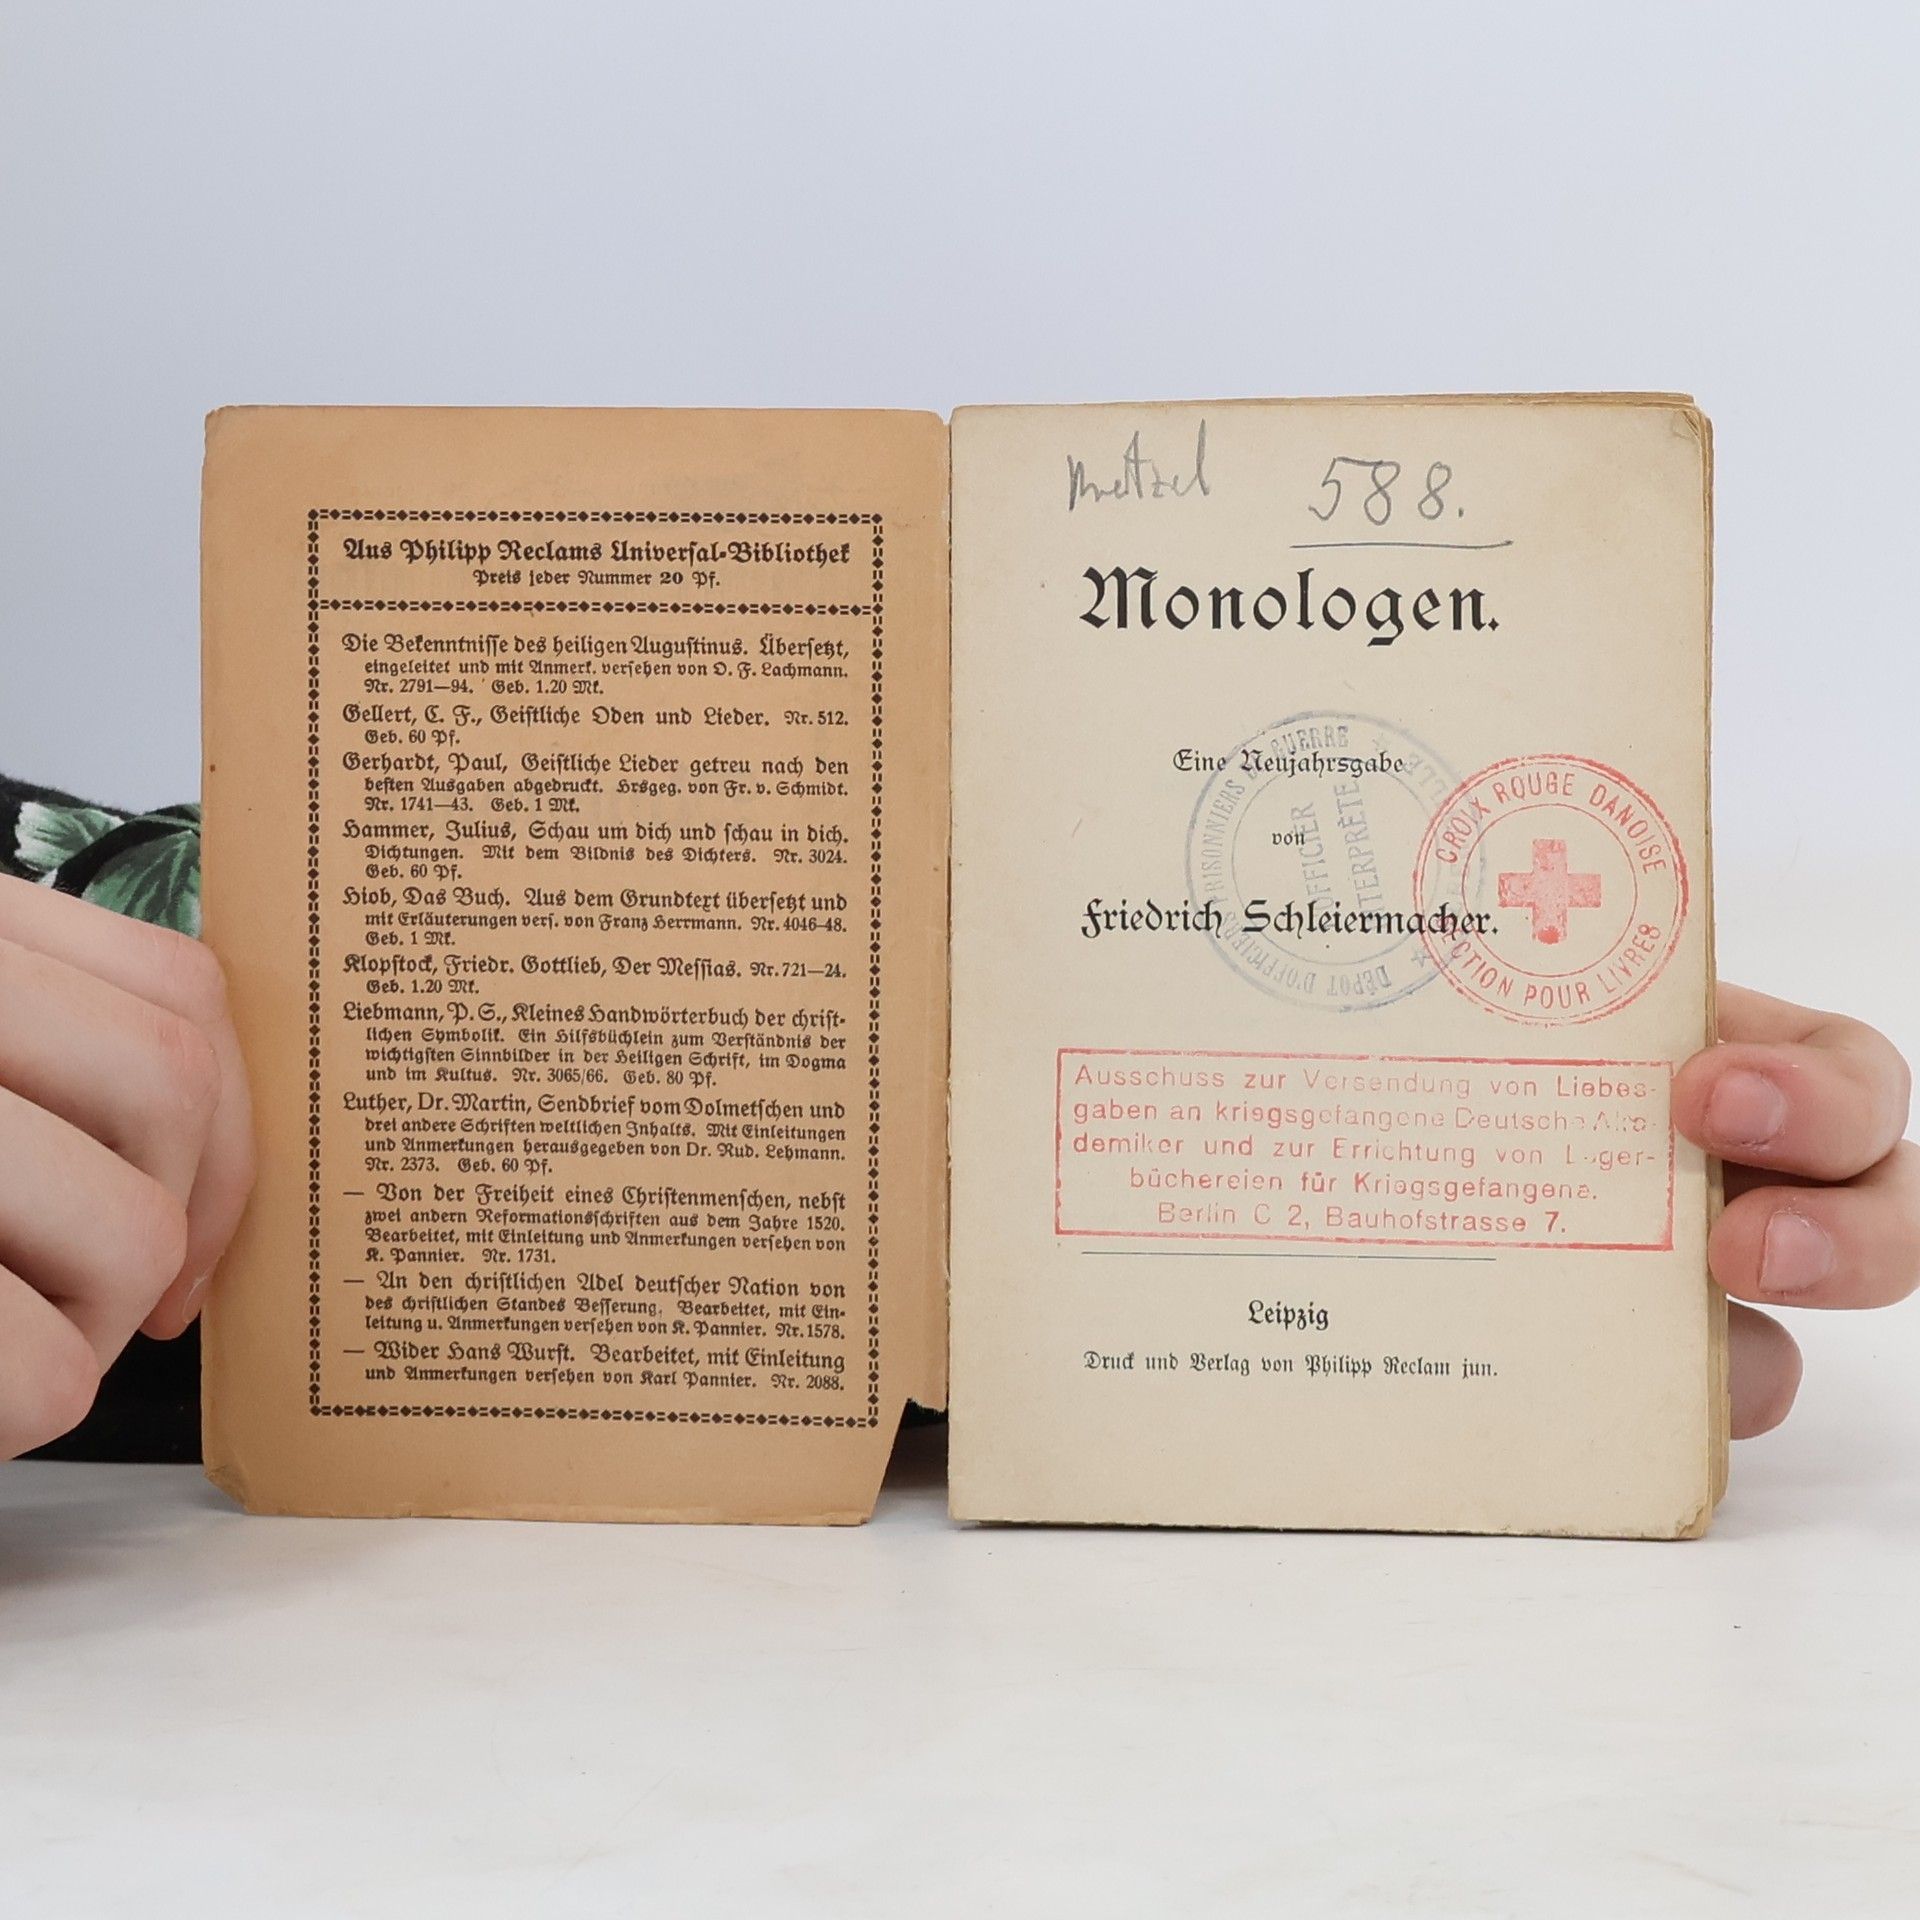 Aus Philipp Reclams Universal-Bibliothek
Preis jeder Nummer 20 Pf.
Die Bekenntnisse des heiligen Augustinus. Übersetzt,
eingeleitet und mit Anmerk. versehen von O. F. Lachmann.
Nr. 2791—94. Geb. 1.20 Mk.
Gellert, C. F., Geistliche Oden und Lieder. Nr. 512.
Geb. 60 Pf.
Gerhardt, Paul, Geistliche Lieder getreu nach den
besten Ausgaben abgedruckt. Hrsgeg. von Fr. v. Schmidt.
Nr. 1741—43. Geb. 1 Mk.
Hammer, Julius, Schau um dich und schau in dich.
Dichtungen. Mit dem Bildnis des Dichters. Nr. 3024.
Geb. 60 Pf.
Hiob, Das Buch. Aus dem Grundtext übersetzt und
mit Erläuterungen vers. von Franz Herrmann. Nr. 4046-48.
Geb. 1 Mk.
Klopstock, Friedr. Gottlieb, Der Messias. Nr. 721—24.
Geb. 1.20 Mk.
Liebmann, P. S., Kleines Handwörterbuch der christ-
lichen Symbolik. Ein Hilfsbüchlein zum Verständnis der
wichtigsten Sinnbilder in der Heiligen Schrift, im Dogma
und im Kultus. Nr. 3065/66. Geb. 80 Pf.
Luther, Dr. Martin, Sendbrief vom Dolmetschen und
drei andere Schriften weltlichen Inhalts. Mit Einleitungen
und Anmerkungen herausgegeben von Dr. Rud. Lehmann.
Nr. 2373. Geb. 60 Pf.
— Von der Freiheit eines Christenmenschen, nebst
zwei andern Reformationsschriften aus dem Jahre 1520.
Bearbeitet, mit Einleitung und Anmerkungen versehen von
K. Pannier. Nr. 1731.
— An den christlichen Adel deutscher Nation von
des christlichen Standes Besserung. Bearbeitet, mit Ein-
leitung u. Anmerkungen versehen von K. Pannier. Nr. 1578.
— Wider Hans Wurst. Bearbeitet, mit Einleitung
und Anmerkungen versehen von Karl Pannier. Nr. 2088.
588.
Monologen.
Eine Neujahrsgabe
von
Friedrich Schleiermacher.
DÉPÔT D'OFFICIERS PRISONNIERS DE GUERRE
OFFICIER
INTERPRÈTE
CROIX ROUGE DANOISE
SECTION POUR LIVRES
Ausschuss zur Versendung von Liebes-
gaben an kriegsgefangene Deutsche Aka-
demiker und zur Errichtung von Lager-
büchereien für Kriegsgefangene.
Berlin C 2, Bauhofstrasse 7.
Leipzig
Druck und Verlag von Philipp Reclam jun.